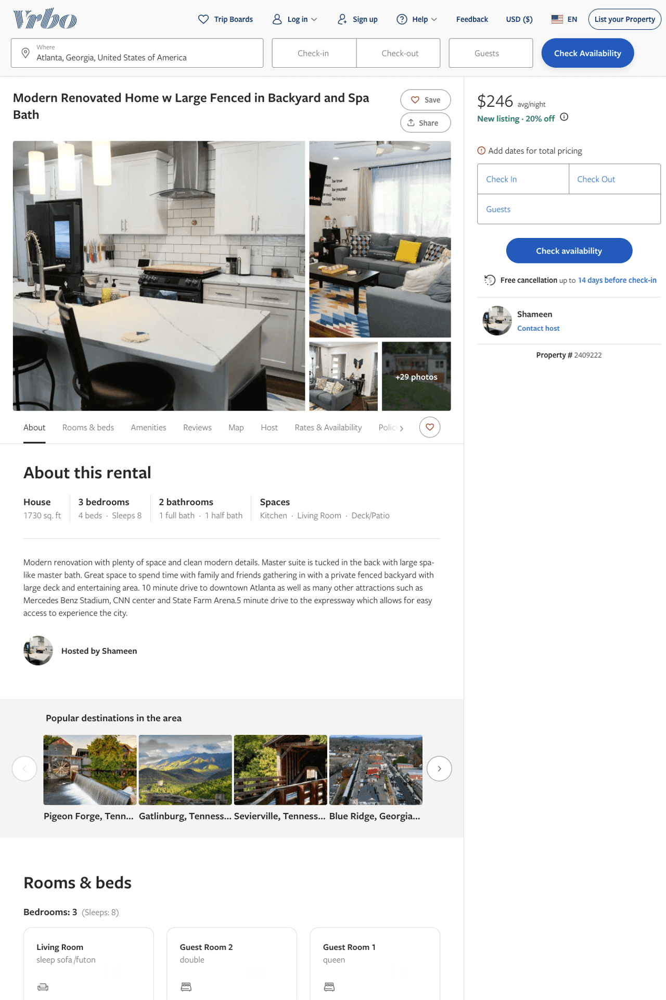 Vrbo
Trip Boards
Log in
Sign up
Help
Feedback
USD ($)
EN
List your Property
Where
Atlanta, Georgia, United States of America
Check-in
Check-out
Guests
Check Availability
Modern Renovated Home w Large Fenced in Backyard and Spa
Bath
Save
Share
be true
be yourself
be happy
humble
airbnb
+29 photos
$246 avg/night
New listing · 20% off
Add dates for total pricing
Check In
Check Out
Guests
Check availability
Free cancellation up to 14 days before check-in
Shameen
Contact host
Property # 2409222
About
Rooms & beds
Amenities
Reviews
Map
Host
Rates & Availability
Polici
About this rental
House
1730 sq. ft
3 bedrooms
4 beds · Sleeps 8
2 bathrooms
1 full bath · 1 half bath
Spaces
Kitchen · Living Room · Deck/Patio
Modern renovation with plenty of space and clean modern details. Master suite is tucked in the back with large spa-
like master bath. Great space to spend time with family and friends gathering in with a private fenced backyard with
large deck and entertaining area. 10 minute drive to downtown Atlanta as well as many other attractions such as
Mercedes Benz Stadium, CNN center and State Farm Arena.5 minute drive to the expressway which allows for easy
access to experience the city.
Hosted by Shameen
Popular destinations in the area
Pigeon Forge, Tenn...
Gatlinburg, Tenness...
Sevierville, Tenness...
Blue Ridge, Georgia...
Rooms & beds
Bedrooms: 3 (Sleeps: 8)
Living Room
sleep sofa /futon
Guest Room 2
double
Guest Room 1
queen